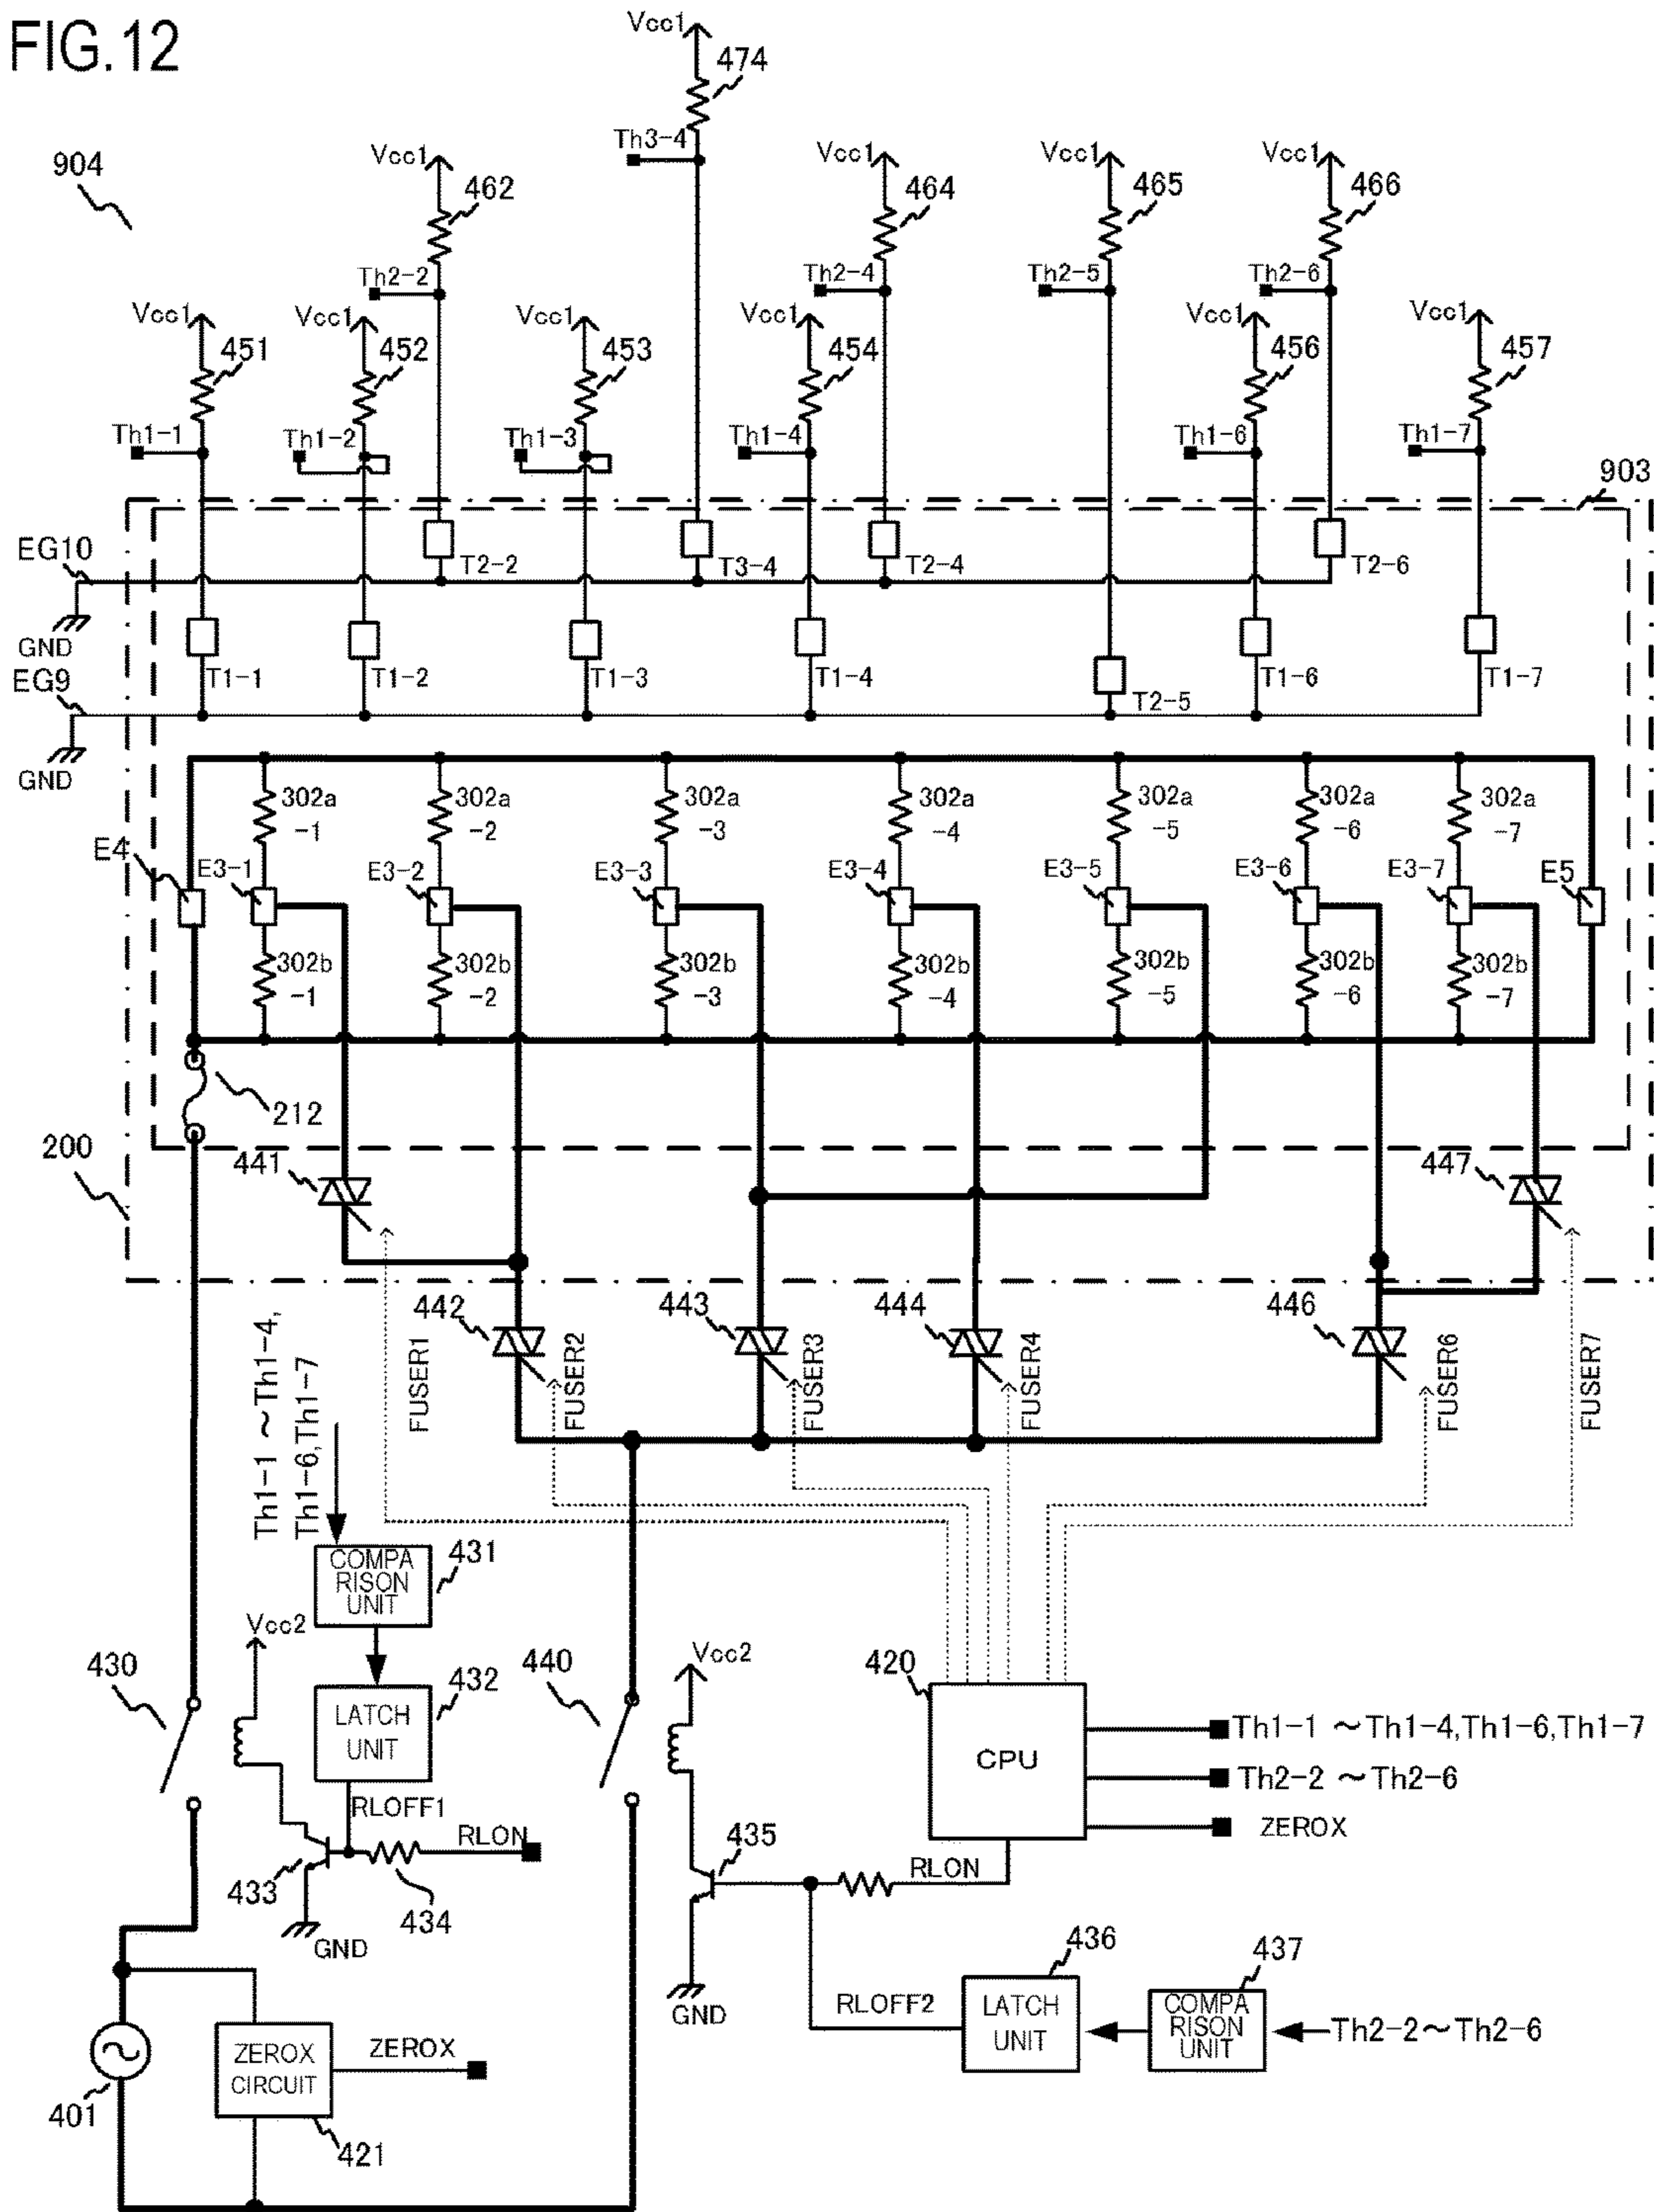 FIG.12
904
Vcc1
474
Th3-4
Vcc1
462
Th2-2
Vcc1
464
Th2-4
Vcc1
465
Th2-5
Vcc1
466
Th2-6
Vcc1
451
Th1-1
Vcc1
452
Th1-2
Vcc1
453
Th1-3
Vcc1
454
Th1-4
Vcc1
456
Th1-6
Vcc1
457
Th1-7
903
EG10
GND
T2-2
T3-4
T2-4
T2-6
EG9
GND
T1-1
T1-2
T1-3
T1-4
T2-5
T1-6
T1-7
302a
-1
302a
-2
302a
-3
302a
-4
302a
-5
302a
-6
302a
-7
E4
E3-1
E3-2
E3-3
E3-4
E3-5
E3-6
E3-7
E5
302b
-1
302b
-2
302b
-3
302b
-4
302b
-5
302b
-6
302b
-7
212
200
441
447
442
443
444
446
FUSER1
FUSER2
FUSER3
FUSER4
FUSER6
FUSER7
Th1-1 ~Th1-4,
Th1-6,Th1-7
COMPA
RISON
UNIT
431
Vcc2
430
LATCH
UNIT
432
440
RLOFF1
RLON
433
434
GND
Vcc2
420
CPU
Th1-1 ~Th1-4,Th1-6,Th1-7
Th2-2 ~Th2-6
ZEROX
435
RLON
GND
RLOFF2
LATCH
UNIT
436
COMPA
RISON
UNIT
437
Th2-2~Th2-6
401
ZEROX
CIRCUIT
ZEROX
421